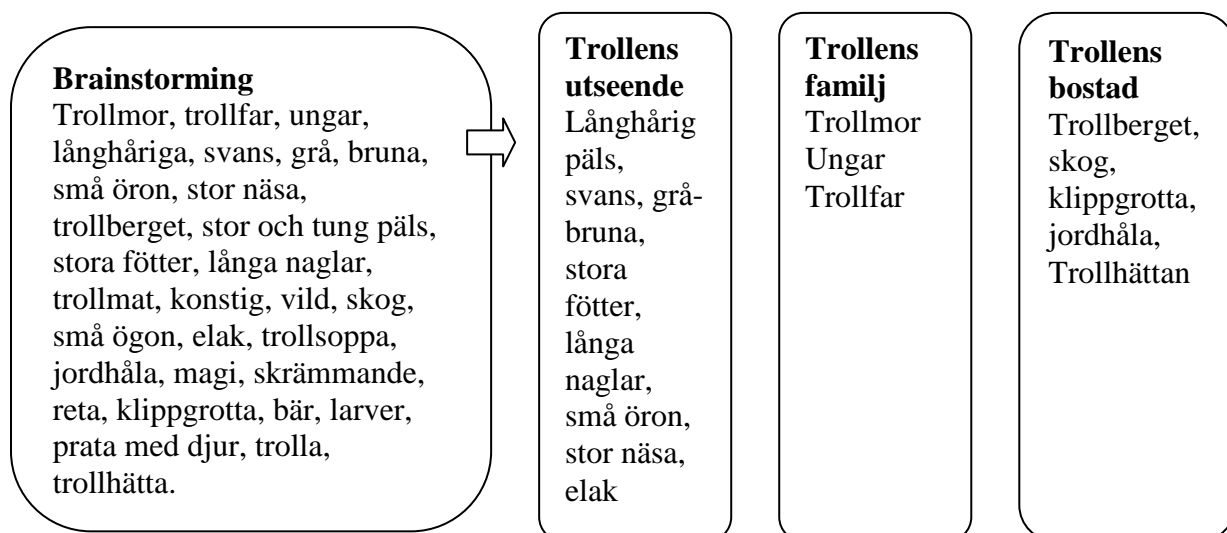 Brainstorming
Trollmor, trollfar, ungar,
långhåriga, svans, grå, bruna,
små öron, stor näsa,
trollberget, stor och tung päls,
stora fötter, långa naglar,
trollmat, konstig, vild, skog,
små ögon, elak, trollsoppa,
jordhåla, magi, skrämmande,
reta, klippgrotta, bär, larver,
prata med djur, trolla,
trollhätta.
Trollens
utseende
Långhårig
päls,
svans, grå-
bruna,
stora
fötter,
långa
naglar,
små öron,
stor näsa,
elak
Trollens
familj
Trollmor
Ungar
Trollfar
Trollens
bostad
Trollberget,
skog,
klippgrotta,
jordhåla,
Trollhättan